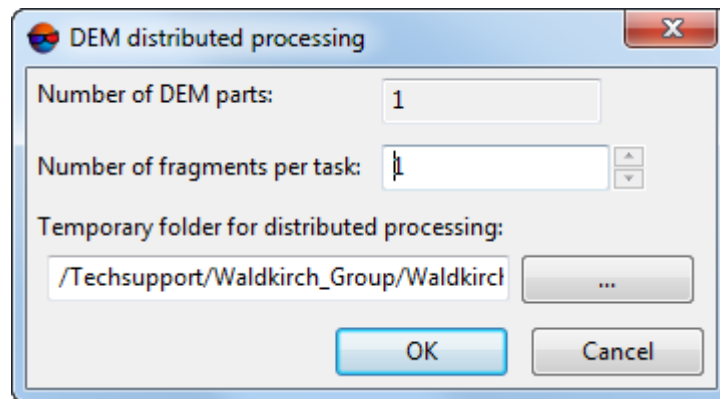 DEM distributed processing
Number of DEM parts: 1
Number of fragments per task: 1
Temporary folder for distributed processing:
/Techsupport/Waldkirch_Group/Waldkirch ...
OK Cancel